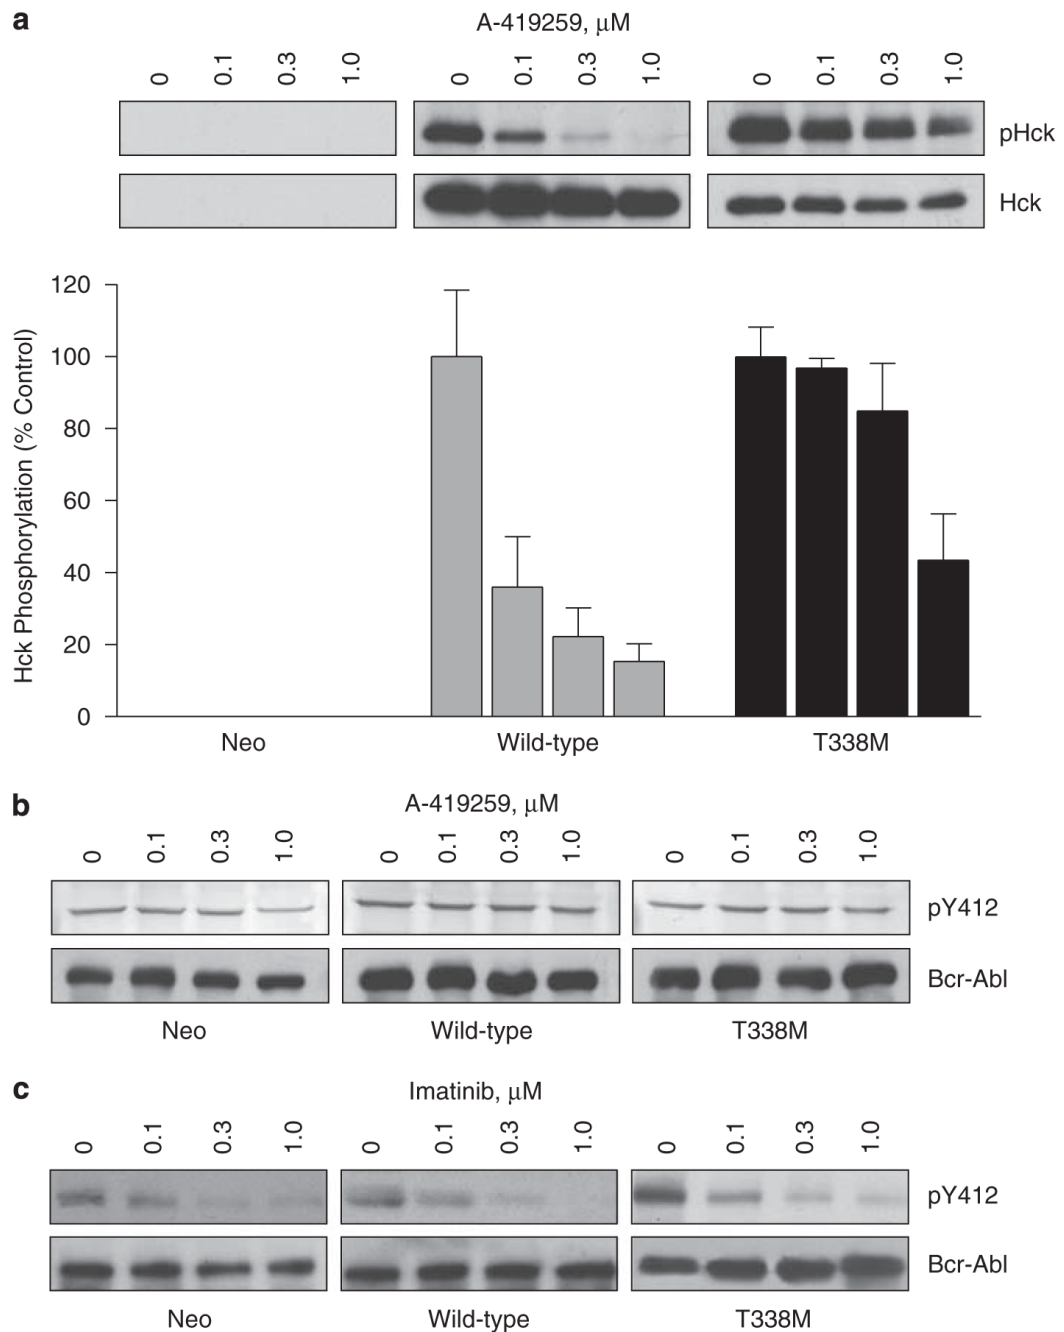 a
A-419259, μM
0 0.1 0.3 1.0 0 0.1 0.3 1.0 0 0.1 0.3 1.0
pHck
Hck
Hck Phosphorylation (% Control)
120
100
80
60
40
20
0
Neo Wild-type T338M
b
A-419259, μM
0 0.1 0.3 1.0 0 0.1 0.3 1.0 0 0.1 0.3 1.0
pY412
Bcr-Abl
Neo Wild-type T338M
c
Imatinib, μM
0 0.1 0.3 1.0 0 0.1 0.3 1.0 0 0.1 0.3 1.0
pY412
Bcr-Abl
Neo Wild-type T338M